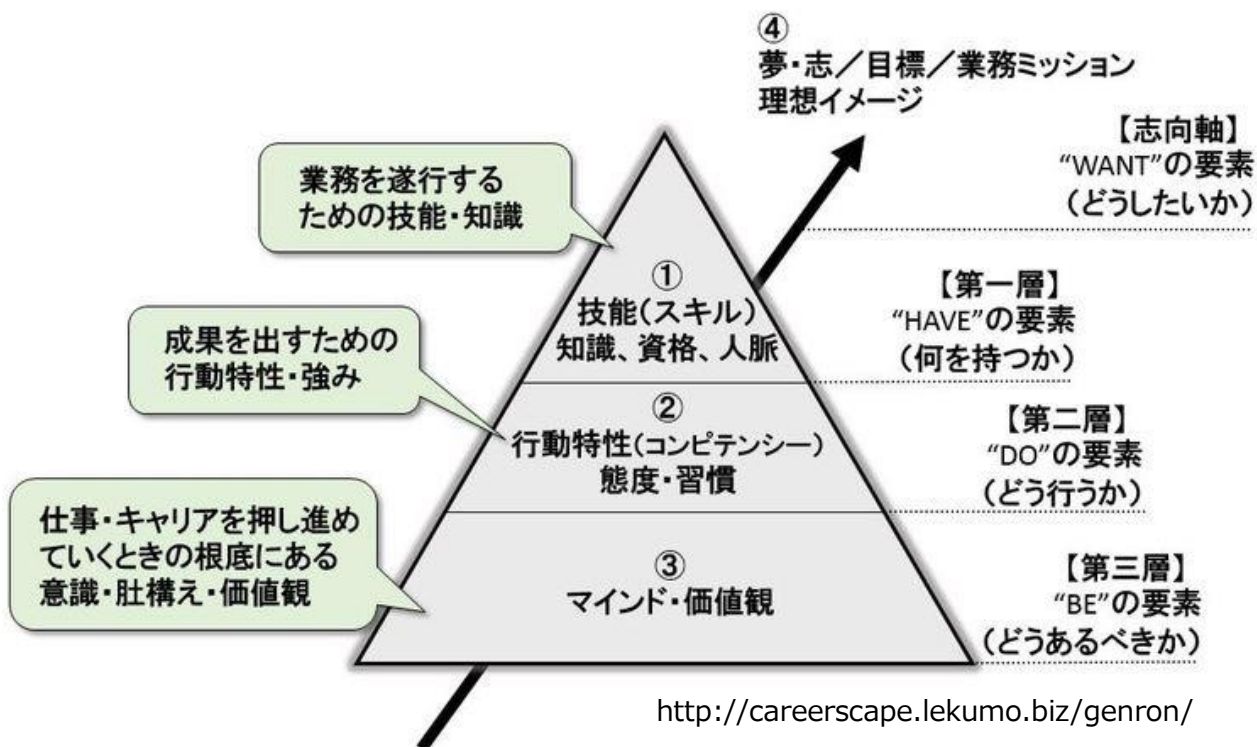 ④
夢・志／目標／業務ミッション
理想イメージ
【志向軸】
“WANT”の要素
（どうしたいか）
業務を遂行する
ための技能・知識
①
技能（スキル）
知識、資格、人脈
【第一層】
“HAVE”の要素
（何を持つか）
成果を出すための
行動特性・強み
②
行動特性（コンピテンシー）
態度・習慣
【第二層】
“DO”の要素
（どう行うか）
仕事・キャリアを押し進め
ていくときの根底にある
意識・肚構え・価値観
③
マインド・価値観
【第三層】
“BE”の要素
（どうあるべきか）
http://careerscape.lekumo.biz/genron/